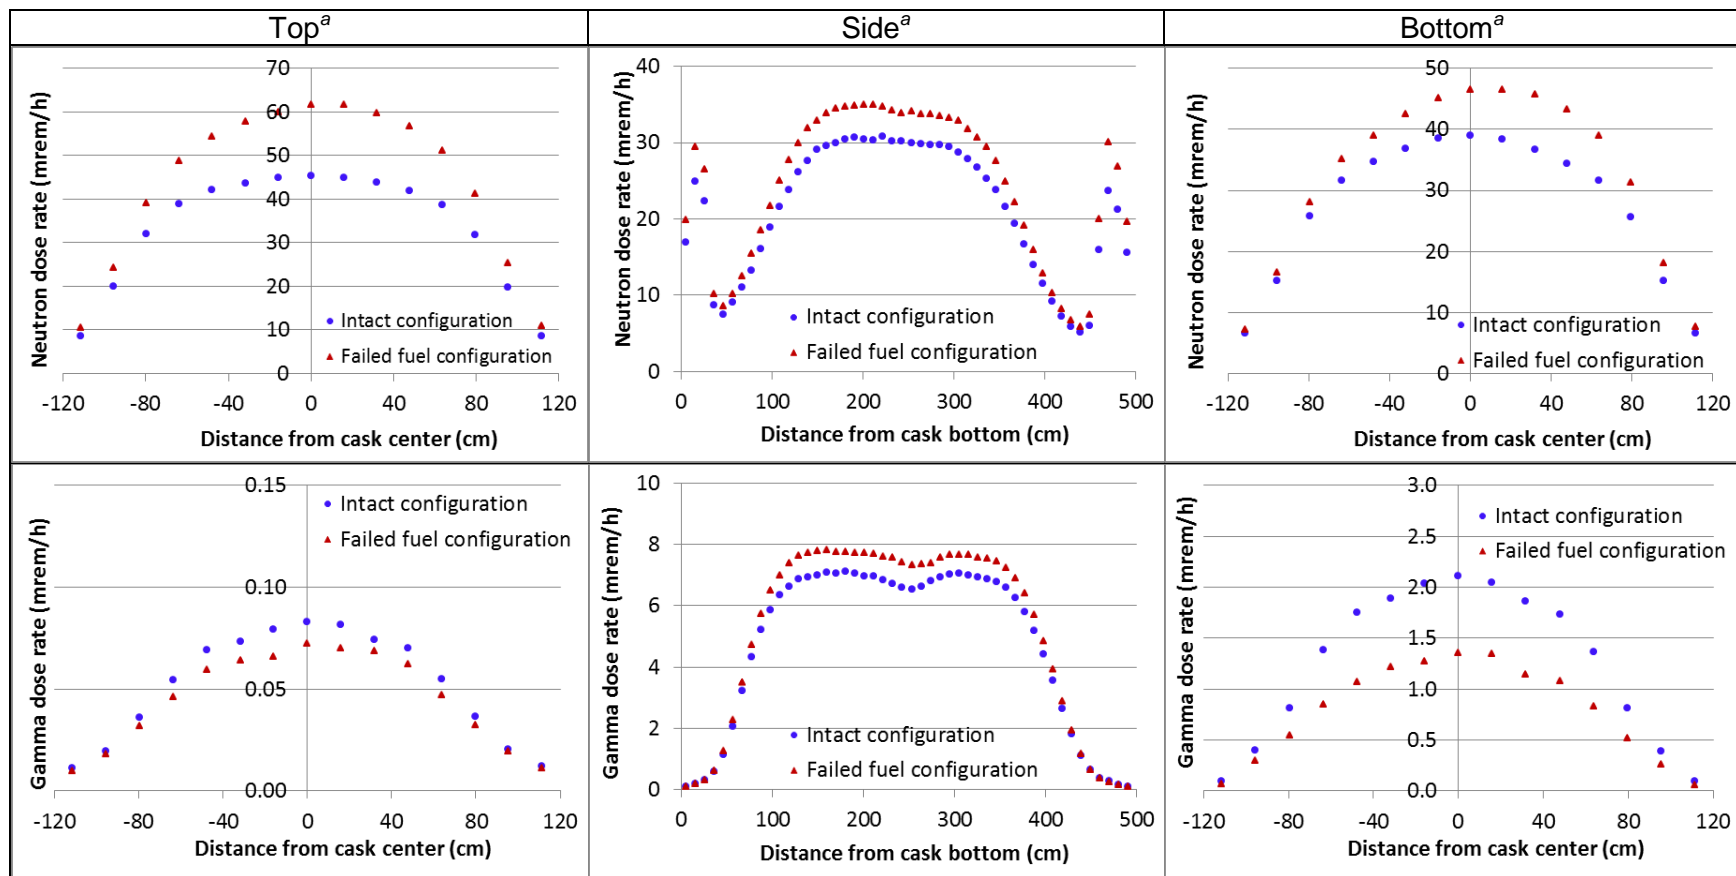 Topᵃ
Sideᵃ
Bottomᵃ
Neutron dose rate (mrem/h)
70
60
50
40
30
20
10
0
-120 -80 -40 0 40 80 120
Distance from cask center (cm)
Intact configuration
Failed fuel configuration
Neutron dose rate (mrem/h)
40
30
20
10
0
0 100 200 300 400 500
Distance from cask bottom (cm)
Intact configuration
Failed fuel configuration
Neutron dose rate (mrem/h)
50
40
30
20
10
0
-120 -80 -40 0 40 80 120
Distance from cask center (cm)
Intact configuration
Failed fuel configuration
Gamma dose rate (mrem/h)
0.15
0.10
0.05
0.00
-120 -80 -40 0 40 80 120
Distance from cask center (cm)
Intact configuration
Failed fuel configuration
Gamma dose rate (mrem/h)
10
8
6
4
2
0
0 100 200 300 400 500
Distance from cask bottom (cm)
Intact configuration
Failed fuel configuration
Gamma dose rate (mrem/h)
3.0
2.5
2.0
1.5
1.0
0.5
0.0
-120 -80 -40 0 40 80 120
Distance from cask center (cm)
Intact configuration
Failed fuel configuration